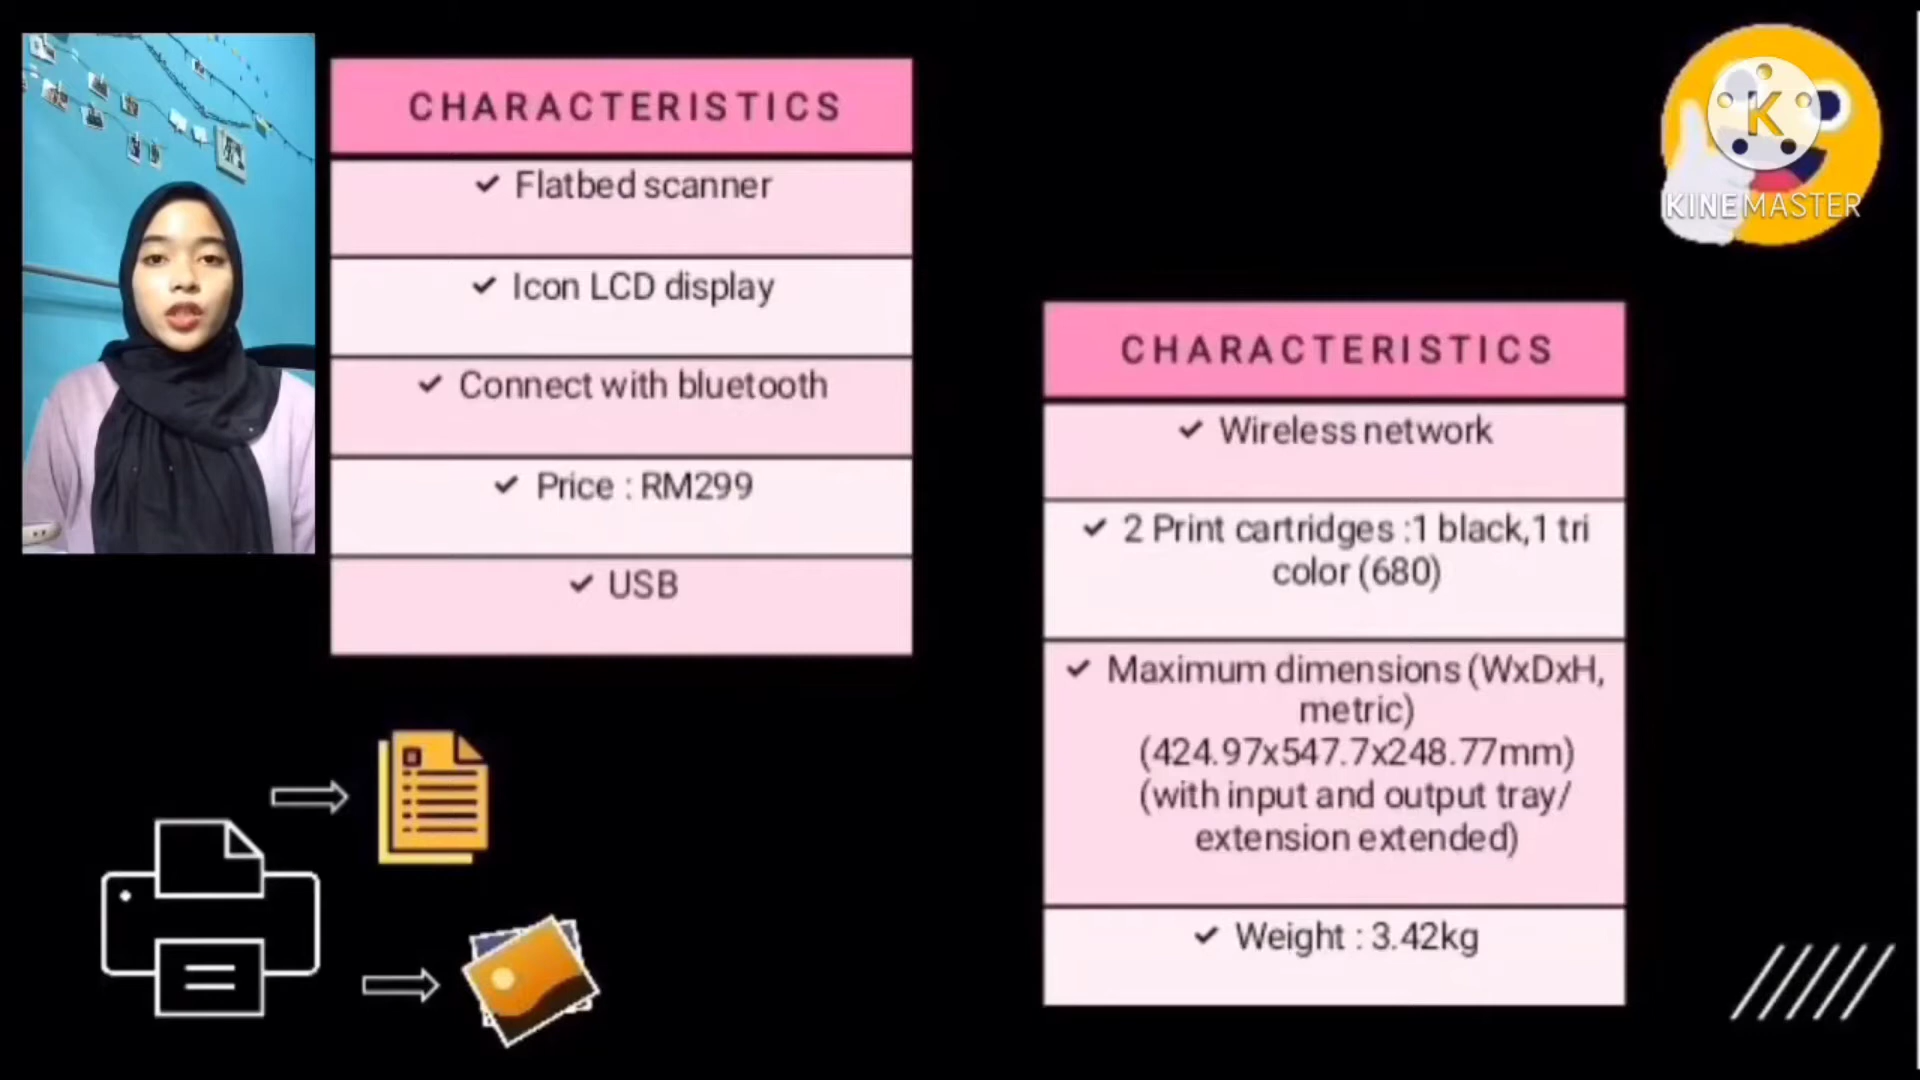 CHARACTERISTICS
✓ Flatbed scanner
✓ Icon LCD display
✓ Connect with bluetooth
✓ Price : RM299
✓ USB
K
KINEMASTER
CHARACTERISTICS
✓ Wireless network
✓ 2 Print cartridges :1 black,1 tri
color (680)
✓ Maximum dimensions (WxDxH,
metric)
(424.97x547.7x248.77mm)
(with input and output tray/
extension extended)
✓ Weight : 3.42kg